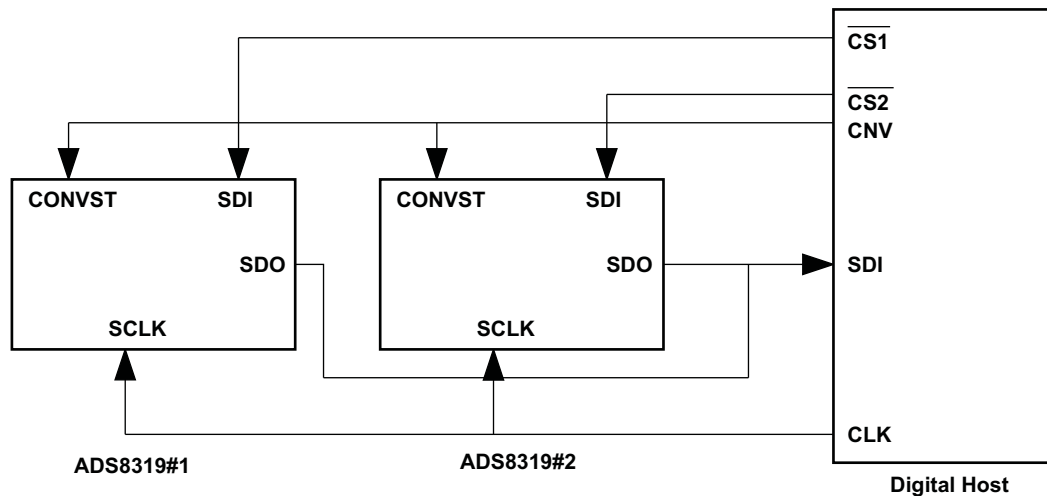 CS1
CS2
CNV
CONVST SDI
CONVST SDI
SDO
SDO
SDI
SCLK
SCLK
CLK
ADS8319#1
ADS8319#2
Digital Host